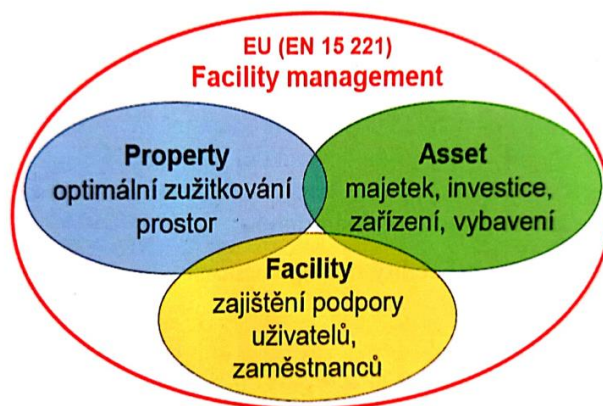 EU (EN 15 221)
Facility management
Property
optimální zužitkování
prostor
Asset
majetek, investice,
zařízení, vybavení
Facility
zajištění podpory
uživatelů,
zaměstnanců